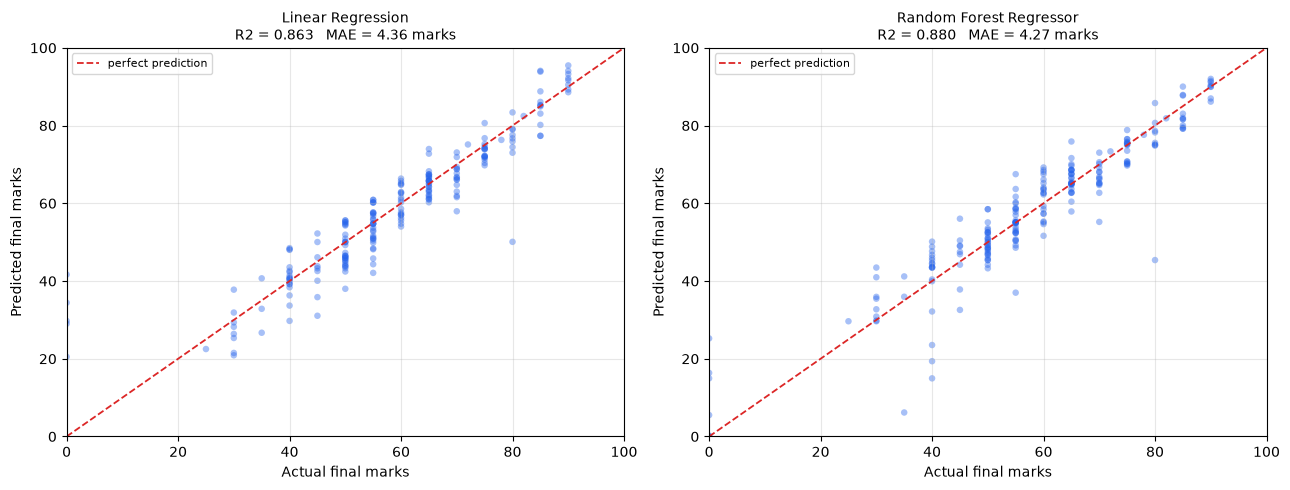 Linear Regression
R2 = 0.863   MAE = 4.36 marks
perfect prediction
100
80
60
40
20
0
Predicted final marks
0 20 40 60 80 100
Actual final marks
Random Forest Regressor
R2 = 0.880   MAE = 4.27 marks
perfect prediction
100
80
60
40
20
0
Predicted final marks
0 20 40 60 80 100
Actual final marks